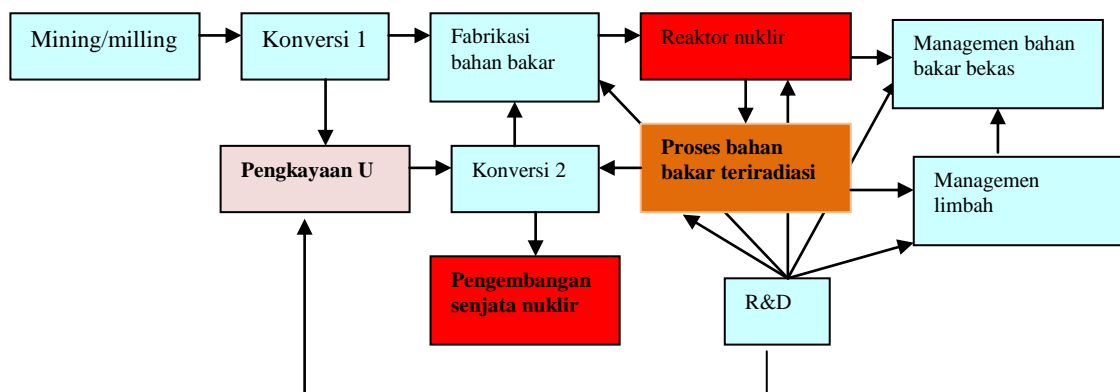 Mining/milling
Konversi 1
Fabrikasi
bahan bakar
Reaktor nuklir
Managemen bahan
bakar bekas
Pengkayaan U
Konversi 2
Proses bahan
bakar teriradiasi
Managemen
limbah
Pengembangan
senjata nuklir
R&D